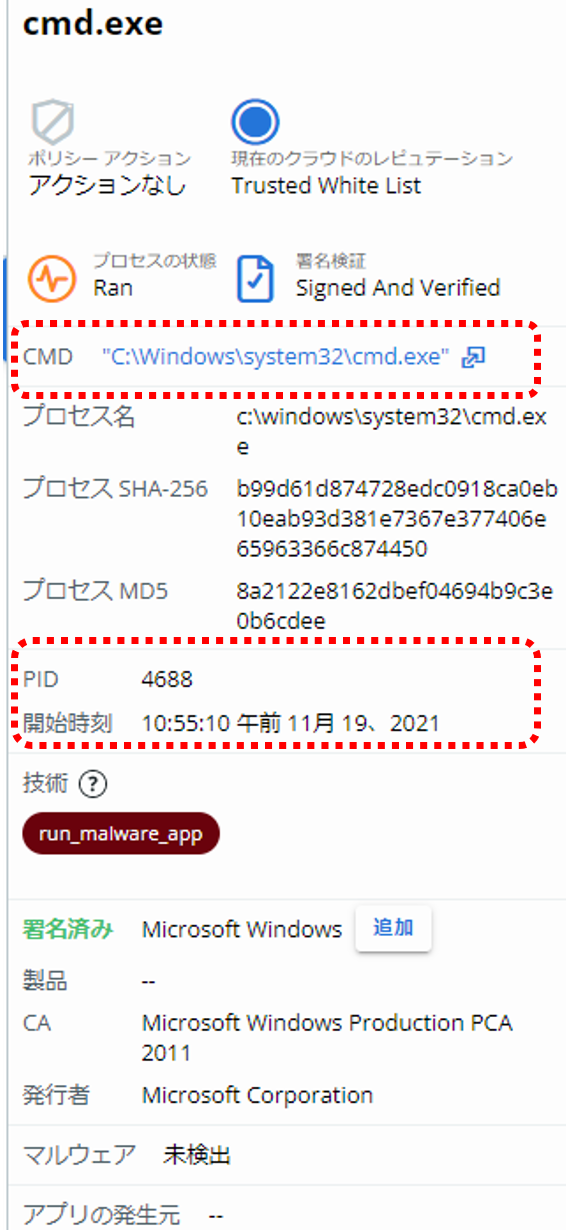 cmd.exe
ポリシー アクション
アクションなし
現在のクラウドのレピュテーション
Trusted White List
プロセスの状態
Ran
署名検証
Signed And Verified
CMD "C:\Windows\system32\cmd.exe"
プロセス名 c:\windows\system32\cmd.ex
e
プロセス SHA-256 b99d61d874728edc0918ca0eb
10eab93d381e7367e377406e
65963366c874450
プロセス MD5 8a2122e8162dbef04694b9c3e
0b6cdee
PID 4688
開始時刻 10:55:10 午前 11月 19、2021
技術 ?
run_malware_app
署名済み Microsoft Windows 追加
製品 --
CA Microsoft Windows Production PCA
2011
発行者 Microsoft Corporation
マルウェア 未検出
アプリの発生元 --